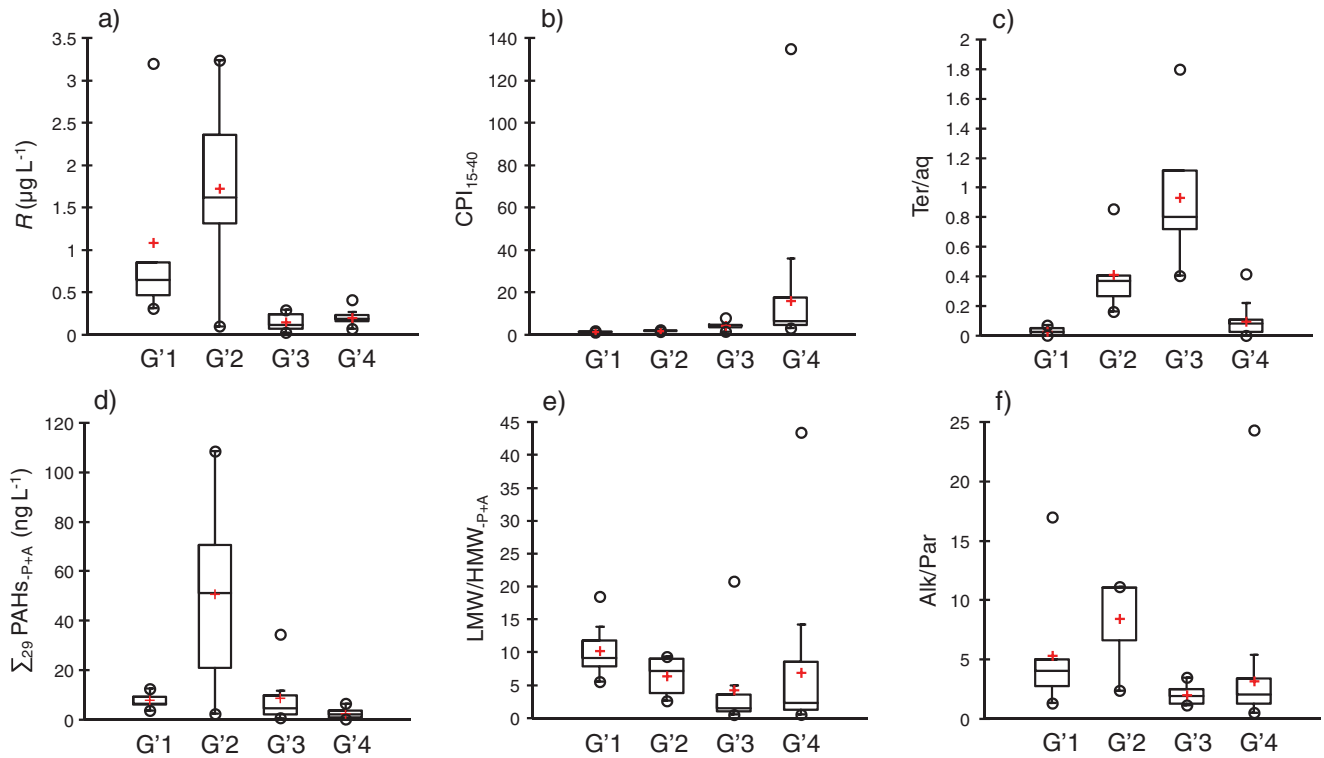 a)
R (µg L⁻¹)
3.5
3
2.5
2
1.5
1
0.5
0
G'1 G'2 G'3 G'4
b)
CPI₁₅₋₄₀
140
120
100
80
60
40
20
0
G'1 G'2 G'3 G'4
c)
Ter/aq
2
1.8
1.6
1.4
1.2
1
0.8
0.6
0.4
0.2
0
G'1 G'2 G'3 G'4
d)
∑₂₉ PAHs₋P+A (ng L⁻¹)
120
100
80
60
40
20
0
G'1 G'2 G'3 G'4
e)
LMW/HMW₋P+A
45
40
35
30
25
20
15
10
5
0
G'1 G'2 G'3 G'4
f)
Alk/Par
25
20
15
10
5
0
G'1 G'2 G'3 G'4